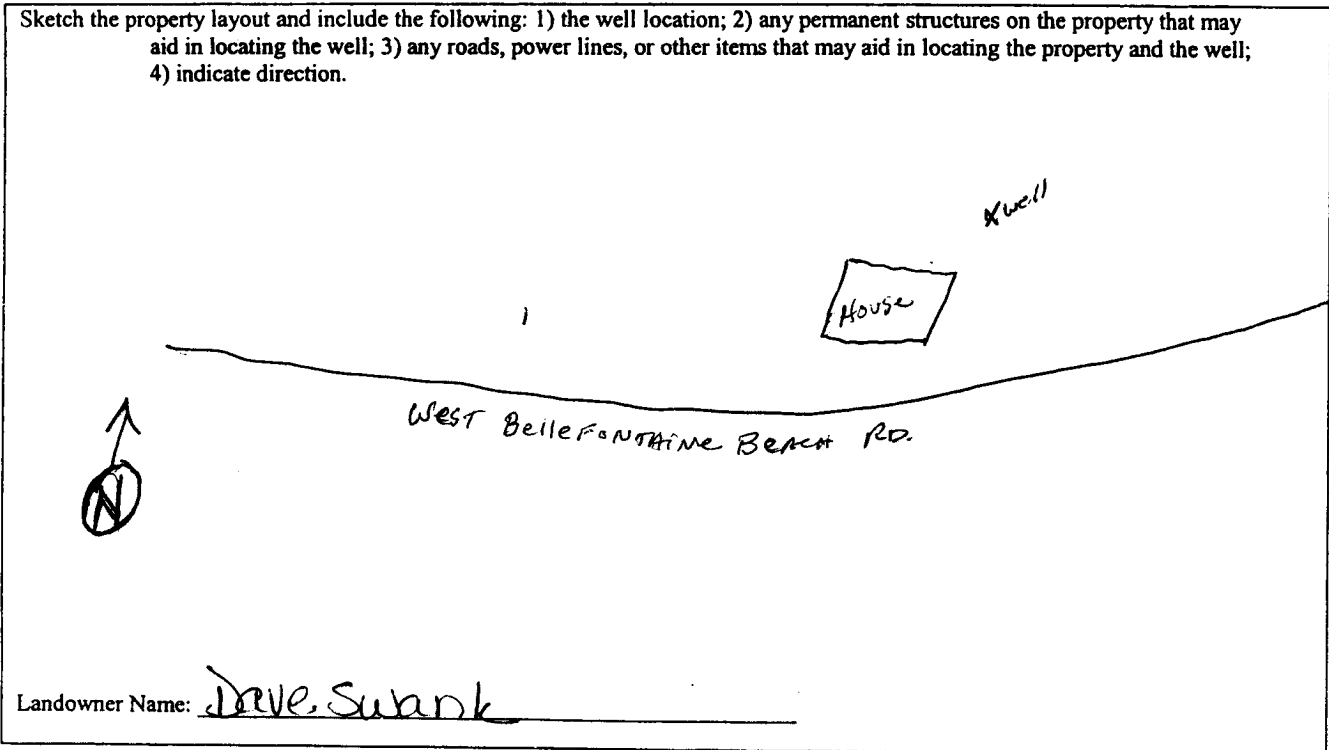 Sketch the property layout and include the following: 1) the well location; 2) any permanent structures on the property that may
aid in locating the well; 3) any roads, power lines, or other items that may aid in locating the property and the well;
4) indicate direction.
X well
House
West Bellefontaine Beach RD.
N
Landowner Name: Dave Swank